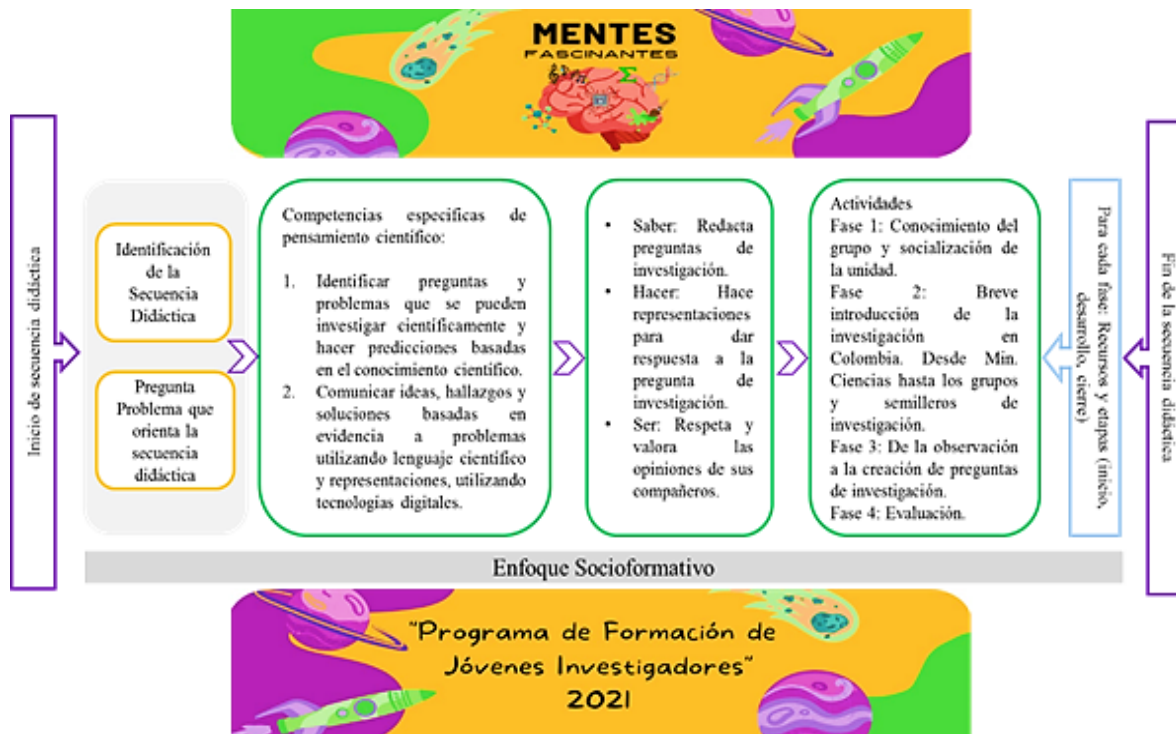 MENTES
FASCINANTES
Inicio de secuencia didáctica
Identificación
de la
Secuencia
Didáctica
Pregunta
Problema que
orienta la
secuencia
didáctica
Competencias especificas de
pensamiento científico:
1. Identificar preguntas y
problemas que se pueden
investigar científicamente y
hacer predicciones basadas
en el conocimiento científico.
2. Comunicar ideas, hallazgos y
soluciones basadas en
evidencia a problemas
utilizando lenguaje científico
y representaciones, utilizando
tecnologías digitales.
• Saber: Redacta
preguntas de
investigación.
• Hacer: Hace
representaciones
para dar
respuesta a la
pregunta de
investigación.
• Ser: Respeta y
valora las
opiniones de sus
compañeros.
Actividades
Fase 1: Conocimiento del
grupo y socialización de
la unidad.
Fase 2: Breve
introducción de la
investigación en
Colombia. Desde Min.
Ciencias hasta los grupos
y semilleros de
investigación.
Fase 3: De la observación
a la creación de preguntas
de investigación.
Fase 4: Evaluación.
Para cada fase: Recursos y etapas (inicio,
desarrollo, cierre)
Fin de la secuencia didáctica
Enfoque Socioformativo
"Programa de Formación de
Jóvenes Investigadores"
2021